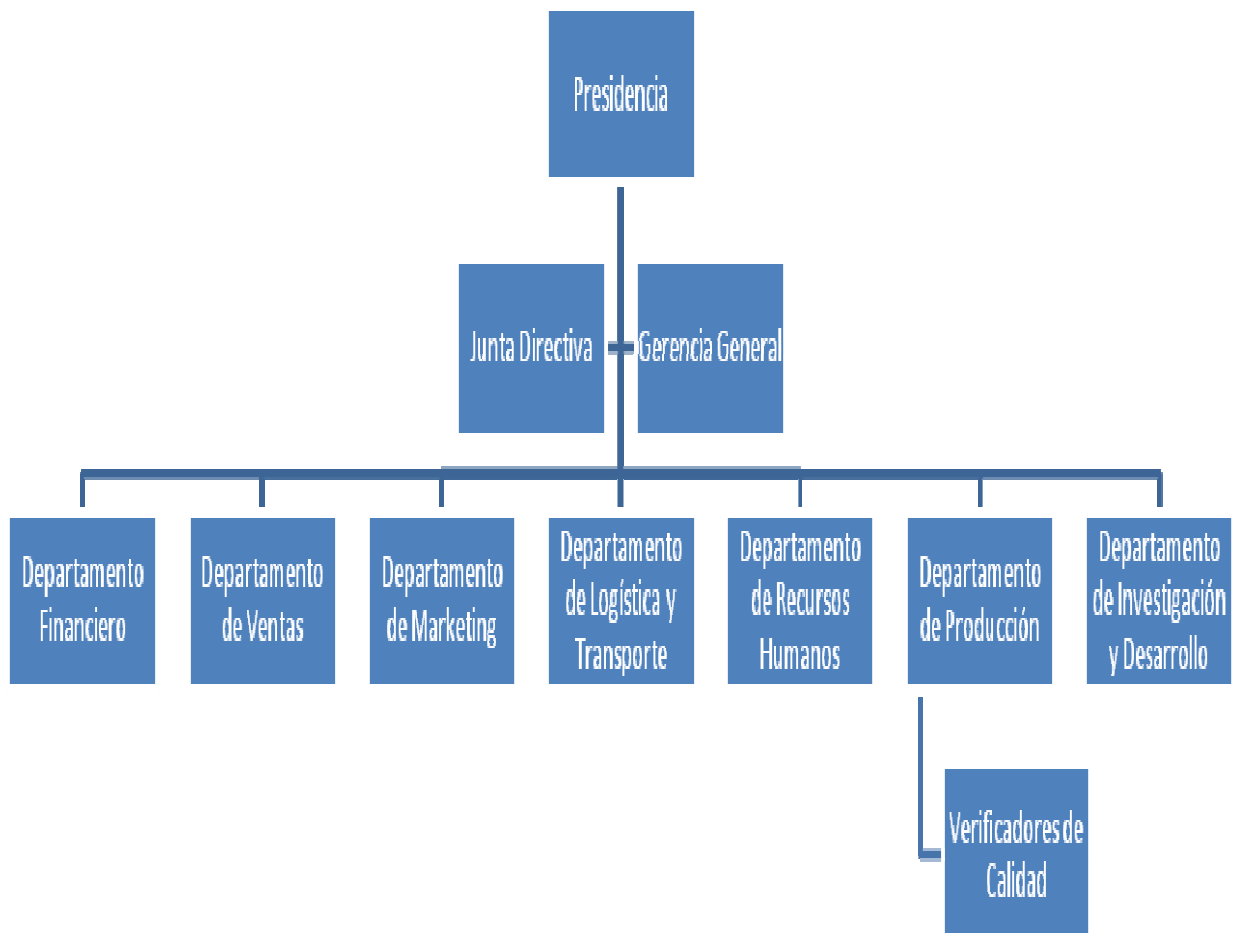 Presidencia
Junta Directiva
Gerencia General
Departamento
Financiero
Departamento
de Ventas
Departamento
de Marketing
Departamento
de Logística y
Transporte
Departamento
de Recursos
Humanos
Departamento
de Producción
Departamento
de Investigación
y Desarrollo
Verificadores de
Calidad